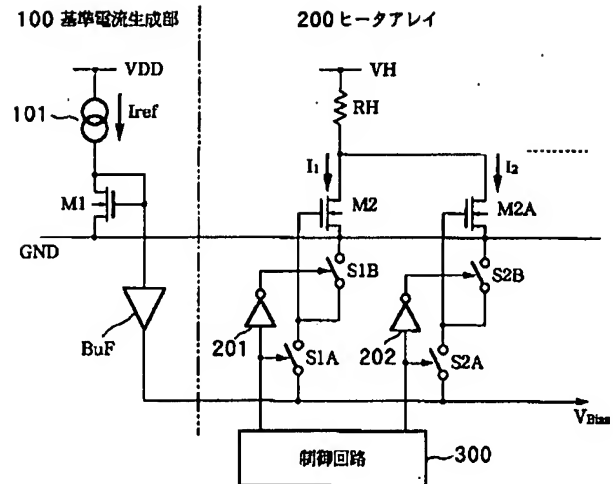 100 基準電流生成部
200 ヒータアレイ
VDD
VH
101
Iref
RH
I₁
I₂
M1
M2
M2A
GND
S1B
S2B
BuF
201
S1A
202
S2A
VBias
制御回路
300